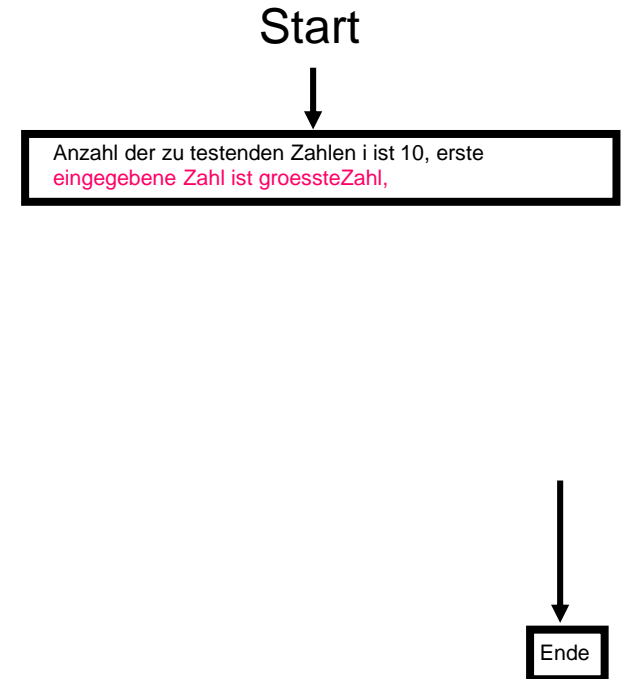 Start
Anzahl der zu testenden Zahlen i ist 10, erste
eingegebene Zahl ist groessteZahl,
Ende